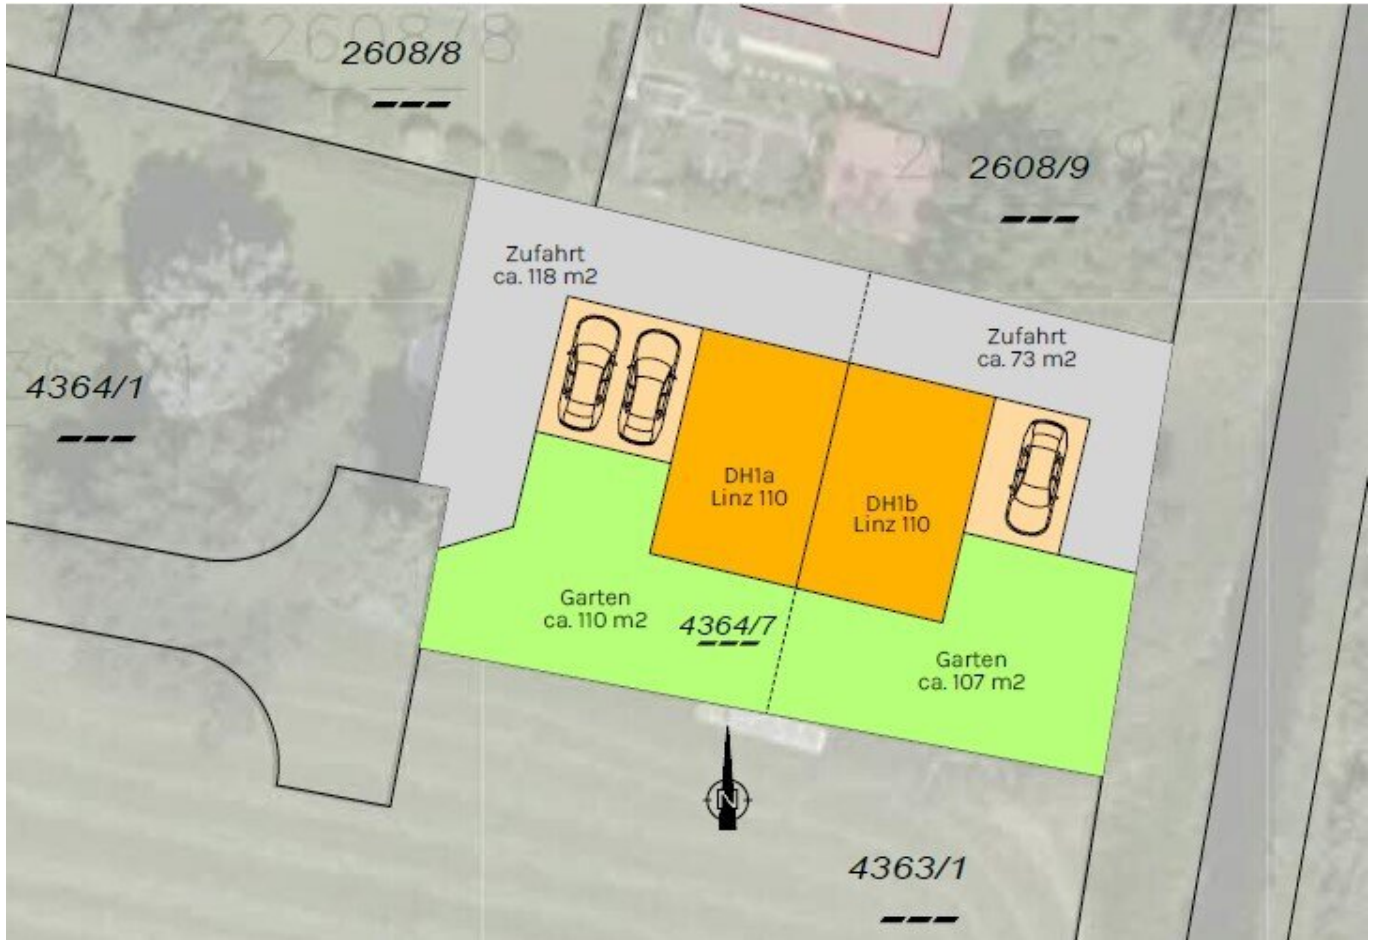 2608/8
2608/9
Zufahrt
ca. 118 m2
Zufahrt
ca. 73 m2
4364/1
DH1a
Linz 110
DH1b
Linz 110
Garten
ca. 110 m2
4364/7
Garten
ca. 107 m2
N
4363/1